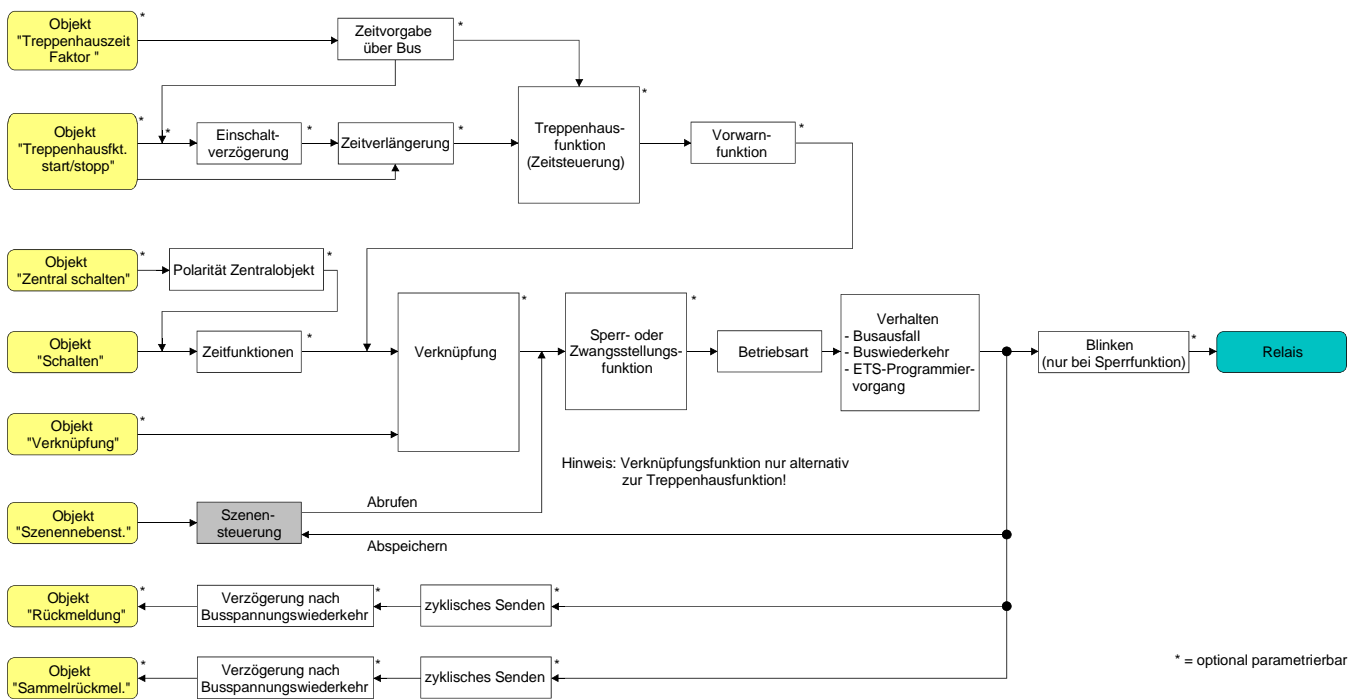 Objekt *
"Treppenhauszeit
Faktor "
Zeitvorgabe *
über Bus
Objekt *
"Treppenhausfkt.
start/stopp"
*
Einschalt- *
verzögerung
Zeitverlängerung *
Treppenhaus- *
funktion
(Zeitsteuerung)
Vorwarn- *
funktion
Objekt *
"Zentral schalten"
Polarität Zentralobjekt *
Objekt *
"Schalten"
Zeitfunktionen *
Verknüpfung *
Sperr- oder *
Zwangsstellungs-
funktion
Betriebsart
Verhalten
- Busausfall
- Buswiederkehr
- ETS-Programmier-
vorgang
Blinken *
(nur bei Sperrfunktion)
Relais
Objekt *
"Verknüpfung"
Hinweis: Verknüpfungsfunktion nur alternativ
zur Treppenhausfunktion!
Objekt *
"Szenennebenst."
Szenen-
steuerung
Abrufen
Abspeichern
Objekt *
"Rückmeldung"
Verzögerung nach *
Busspannungswiederkehr
zyklisches Senden *
Objekt *
"Sammelrückmel."
Verzögerung nach *
Busspannungswiederkehr
zyklisches Senden *
* = optional parametrierbar